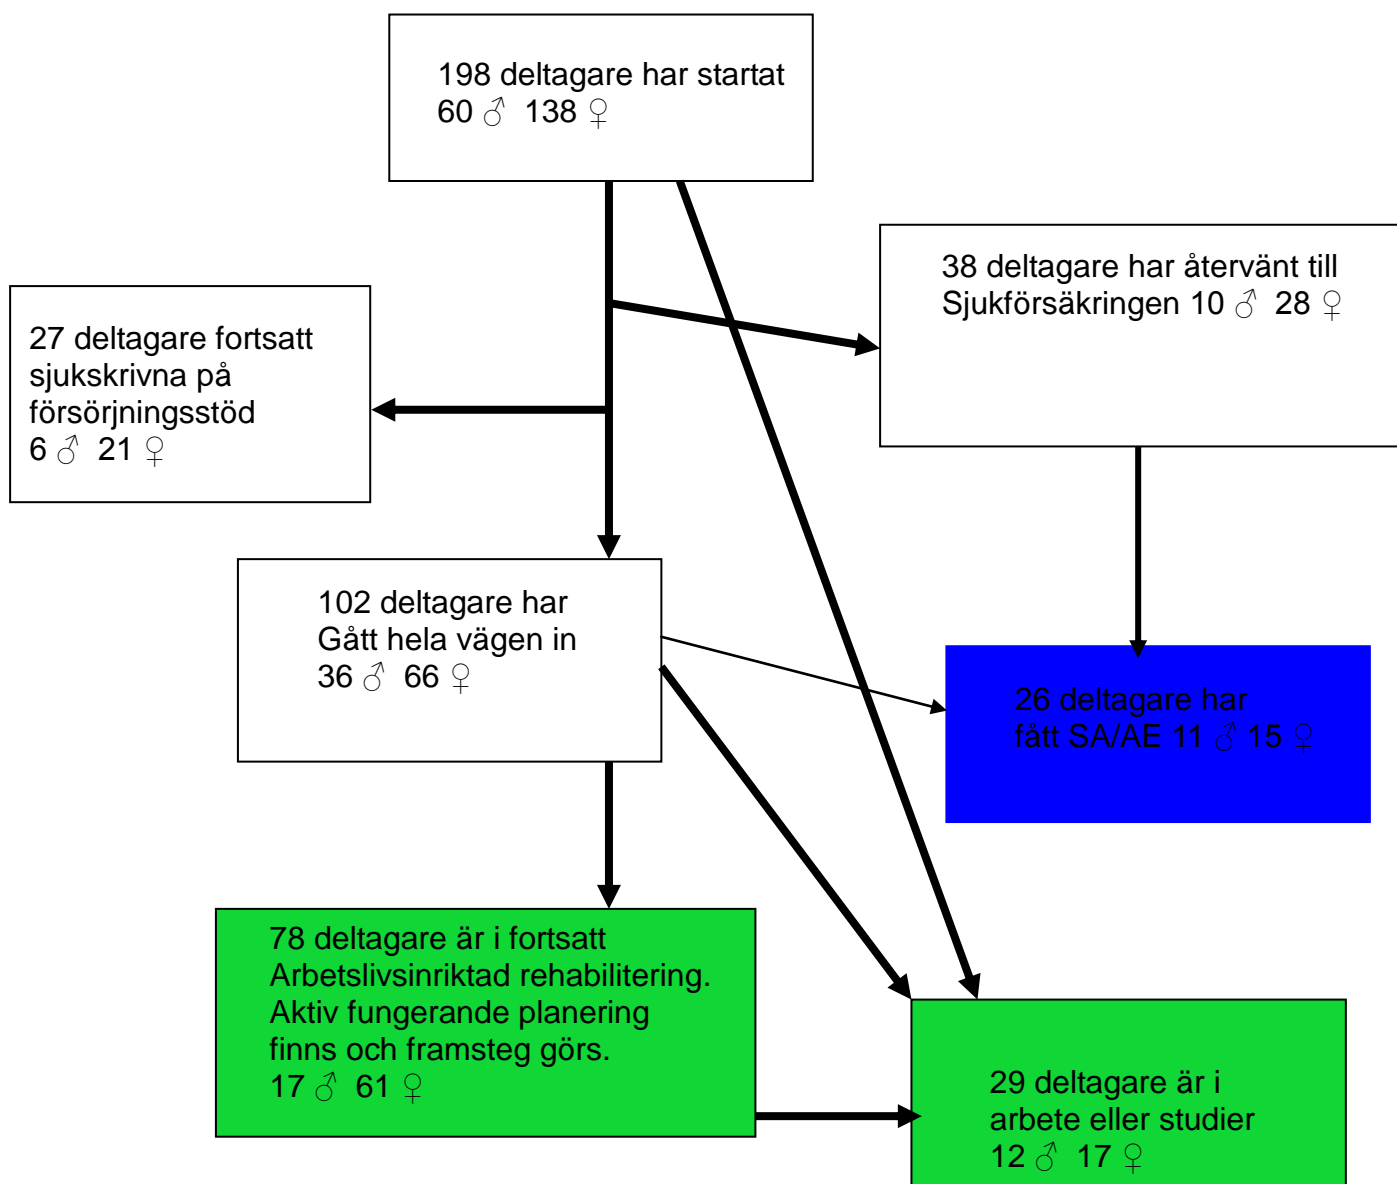 198 deltagare har startat
60 ♂ 138 ♀
38 deltagare har återvänt till
Sjukförsäkringen 10 ♂ 28 ♀
27 deltagare fortsatt
sjukskrivna på
försörjningsstöd
6 ♂ 21 ♀
102 deltagare har
Gått hela vägen in
36 ♂ 66 ♀
26 deltagare har
fått SA/AE 11 ♂ 15 ♀
78 deltagare är i fortsatt
Arbetslivsinriktad rehabilitering.
Aktiv fungerande planering
finns och framsteg görs.
17 ♂ 61 ♀
29 deltagare är i
arbete eller studier
12 ♂ 17 ♀